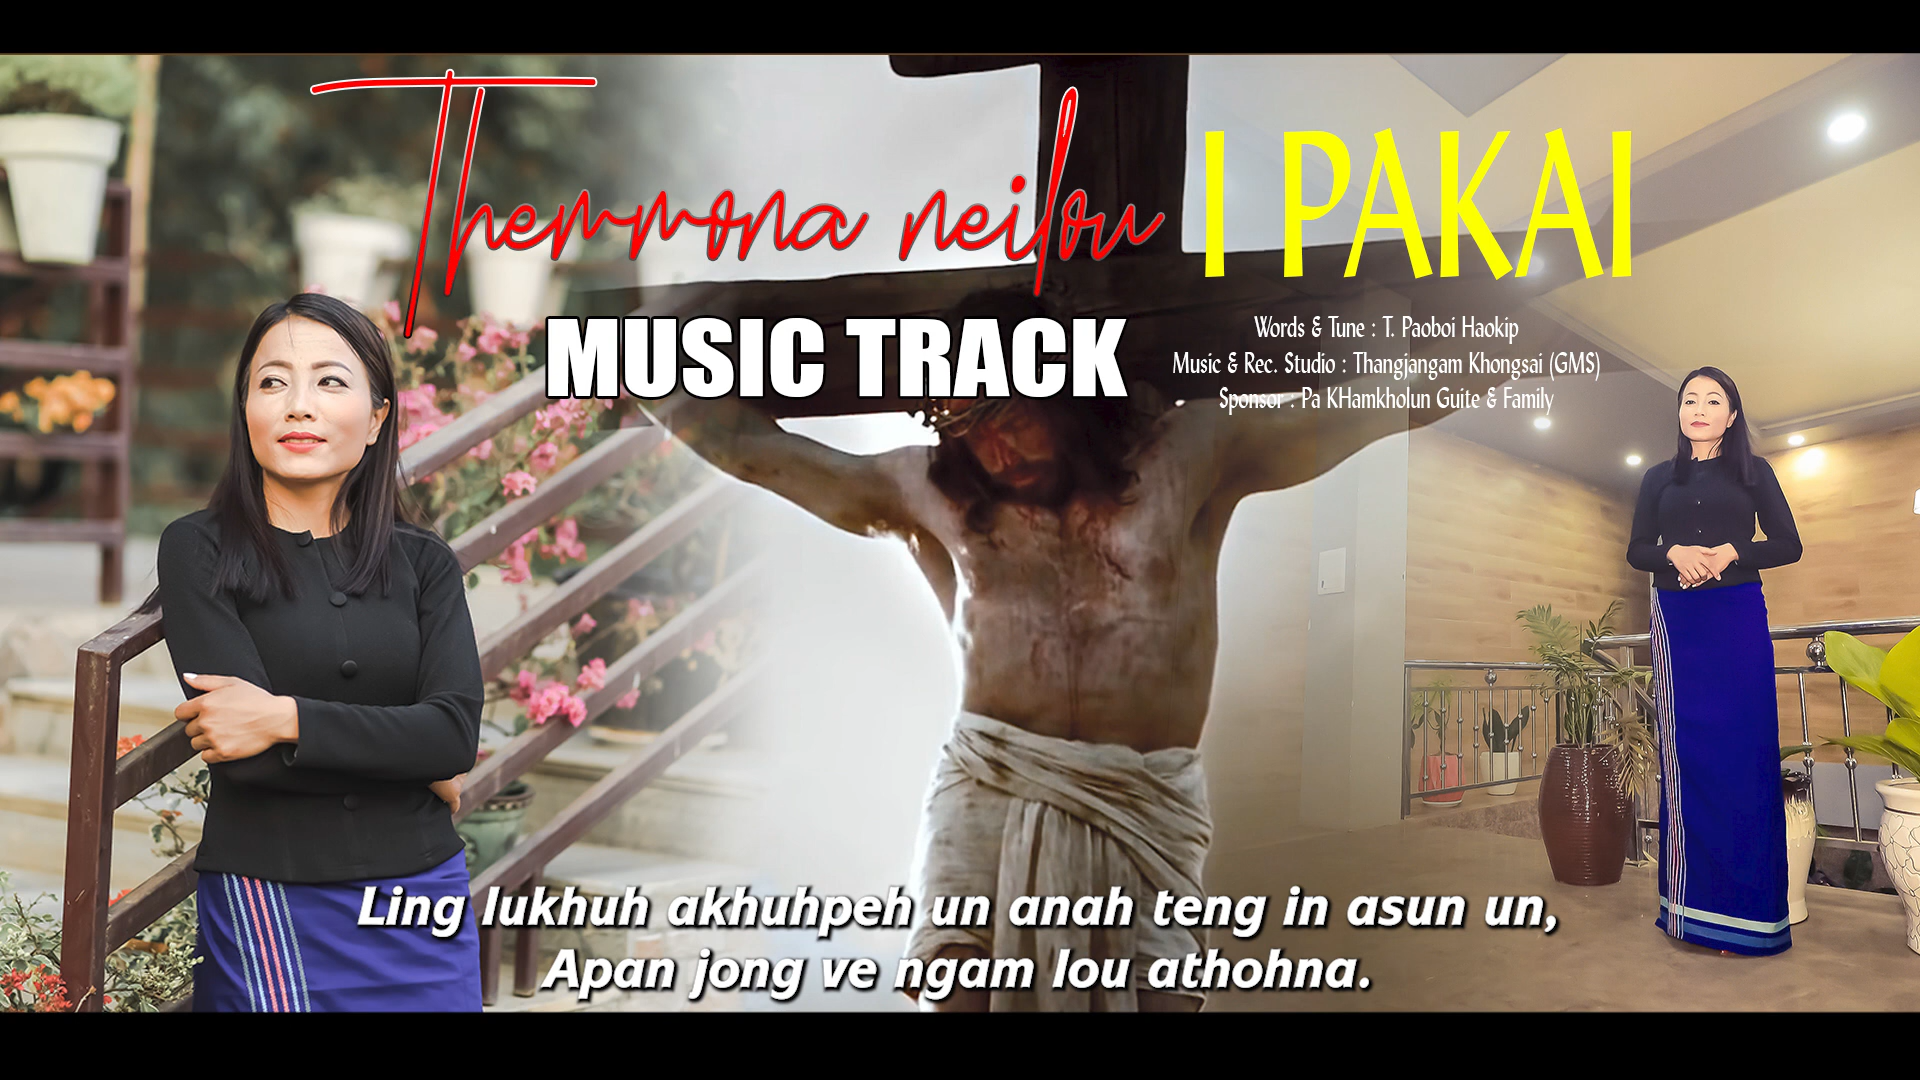 Themmona neilou I PAKAI
MUSIC TRACK
Words & Tune : T. Paoboi Haokip
Music & Rec. Studio : Thangjangam Khongsai (GMS)
Sponsor : Pa KHamkholun Guite & Family
Ling lukhuh akhuhpeh un anah teng in asun un,
Apan jong ve ngam lou athohna.